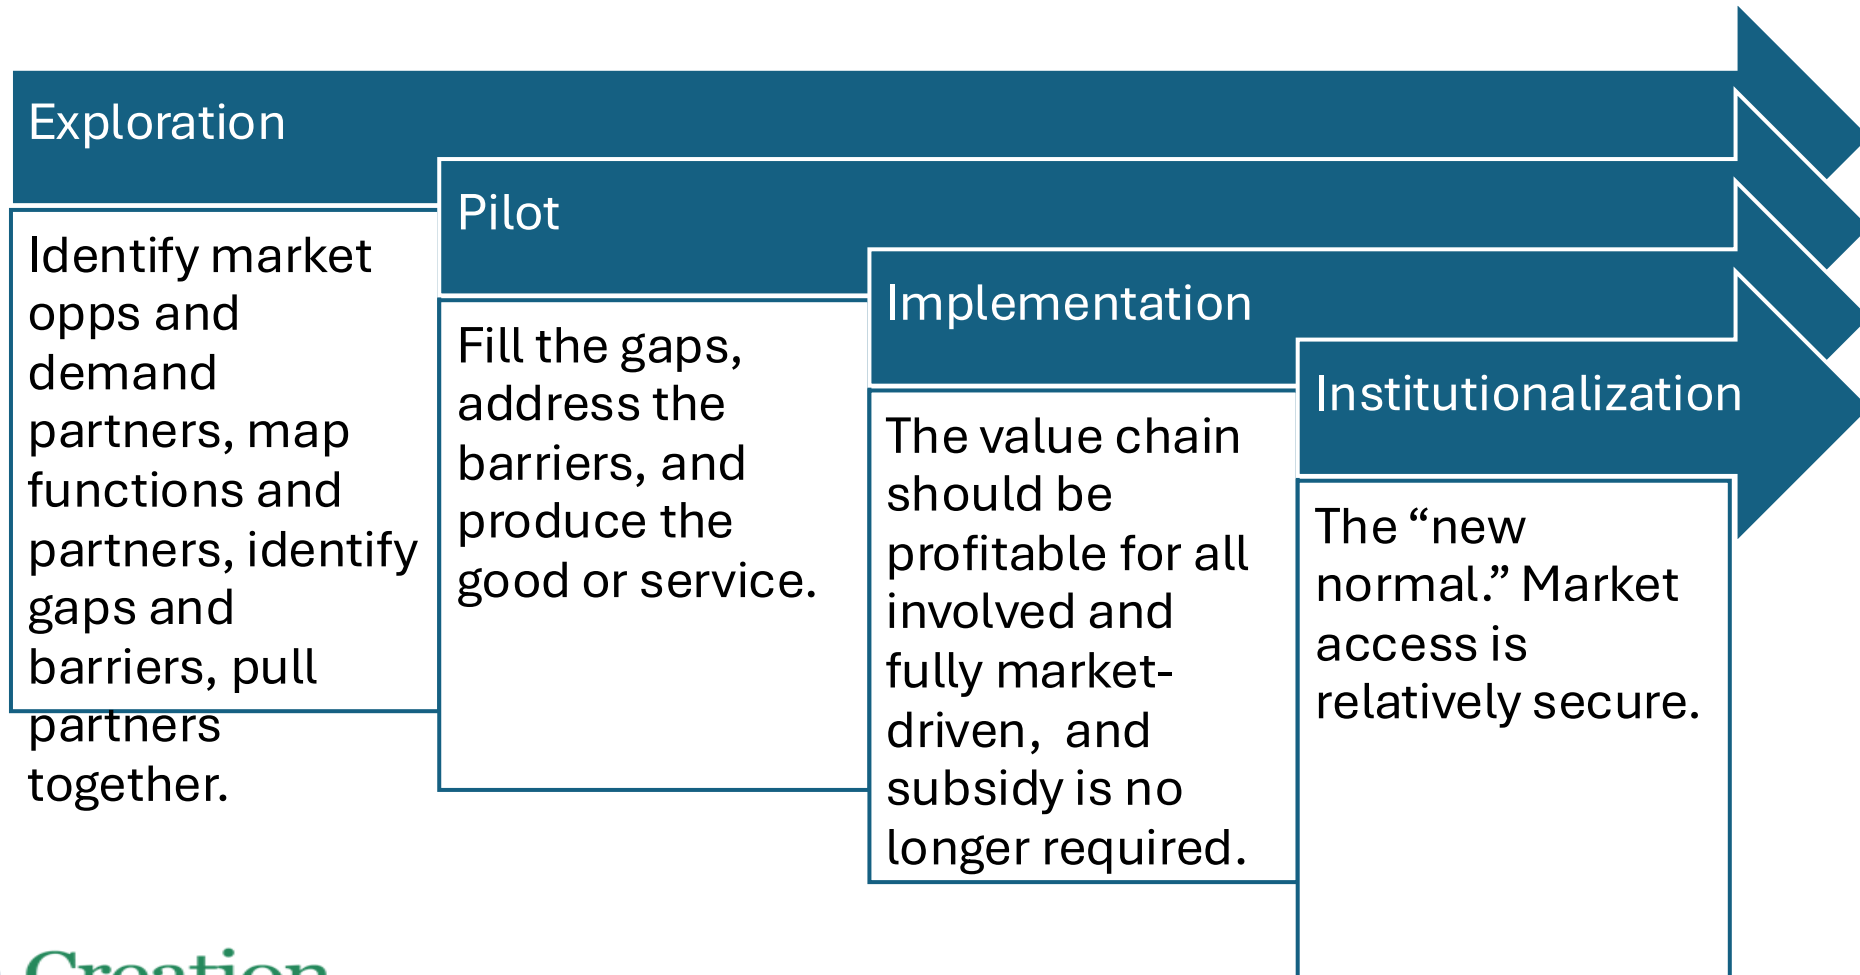 Exploration
Identify market
opps and
demand
partners, map
functions and
partners, identify
gaps and
barriers, pull
partners
together.
Pilot
Fill the gaps,
address the
barriers, and
produce the
good or service.
Implementation
The value chain
should be
profitable for all
involved and
fully market-
driven,  and
subsidy is no
longer required.
Institutionalization
The “new
normal.” Market
access is
relatively secure.
Creation